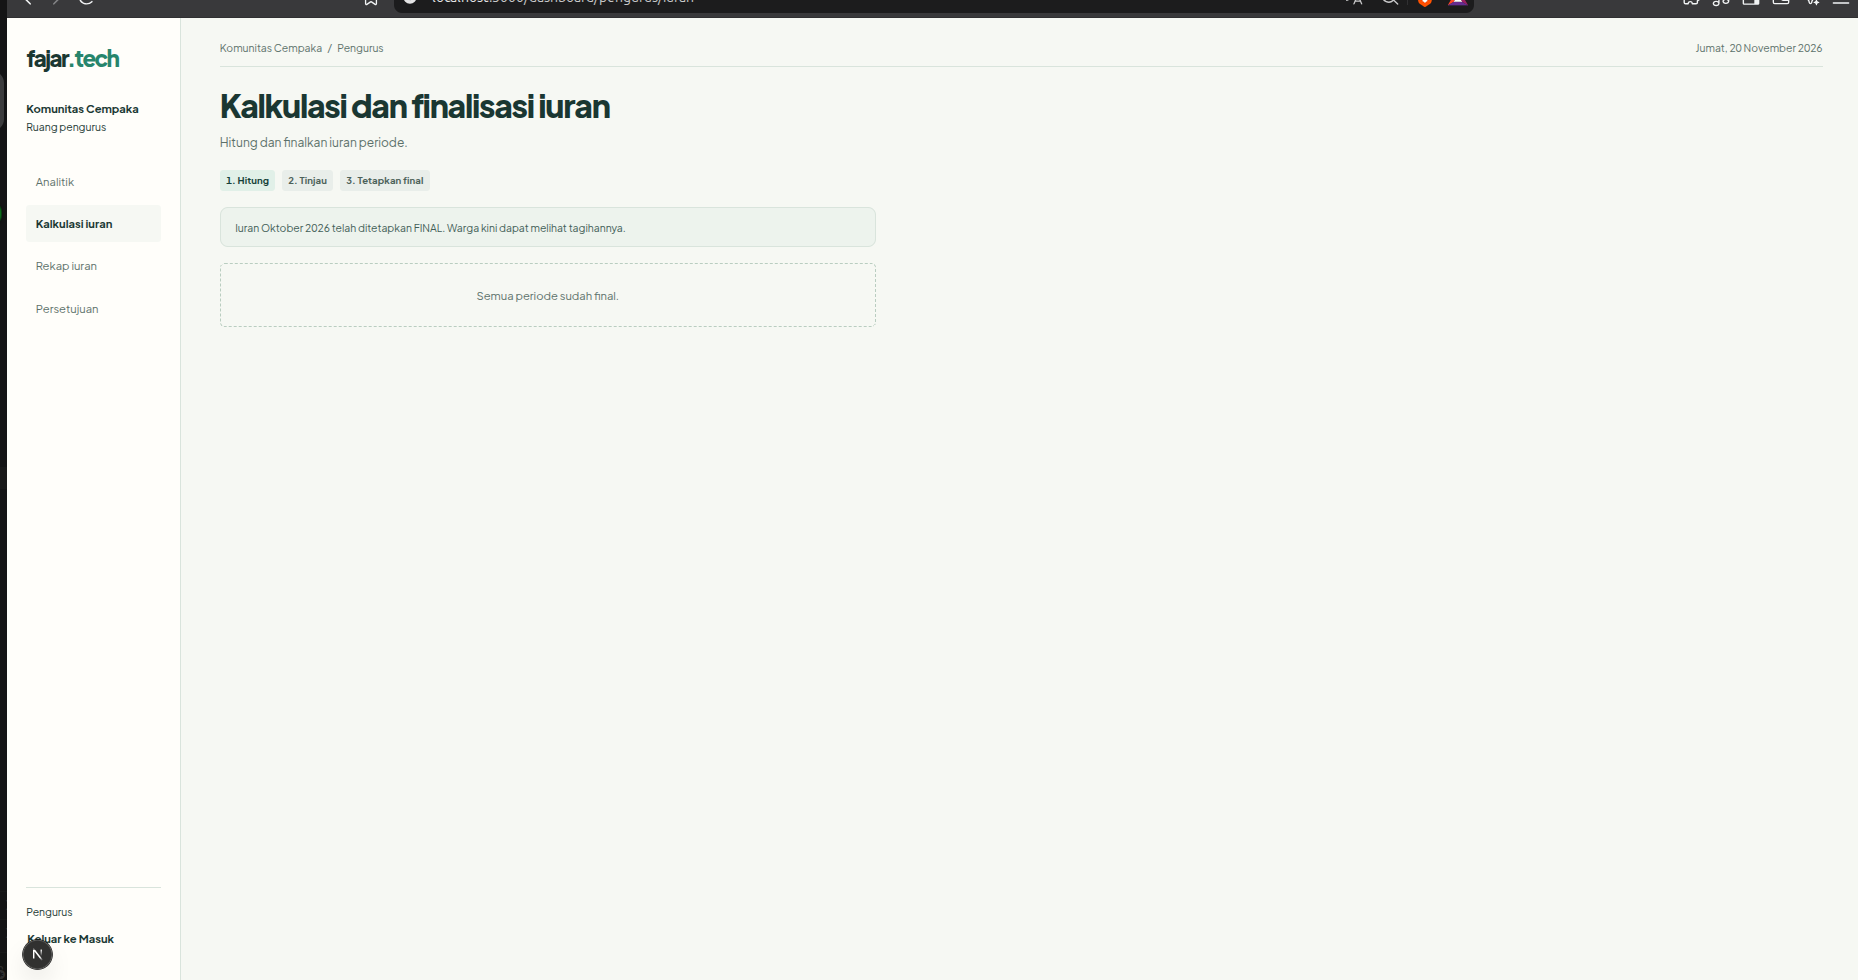 fajar.tech
Komunitas Cempaka
Ruang pengurus
Analitik
Kalkulasi iuran
Rekap iuran
Persetujuan
Pengurus
Keluar ke Masuk
N
Komunitas Cempaka / Pengurus
Jumat, 20 November 2026
Kalkulasi dan finalisasi iuran
Hitung dan finalkan iuran periode.
1. Hitung 2. Tinjau 3. Tetapkan final
Iuran Oktober 2026 telah ditetapkan FINAL. Warga kini dapat melihat tagihannya.
Semua periode sudah final.